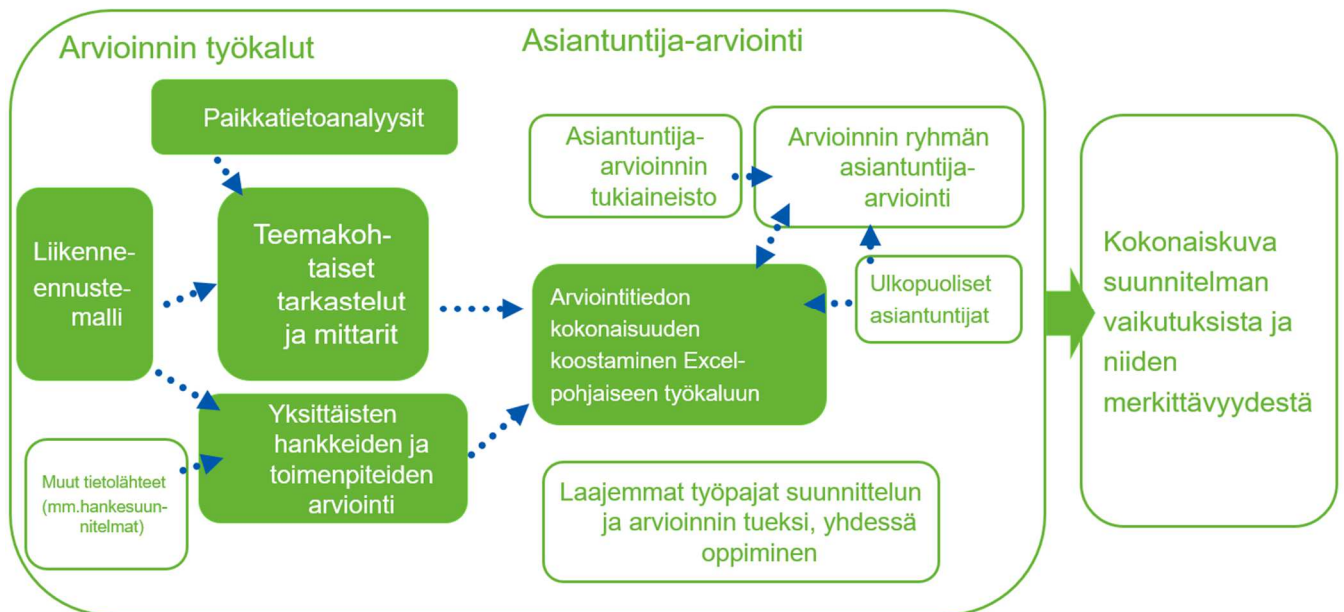 Arvioinnin työkalut
Asiantuntija-arviointi
Paikkatietoanalyysit
Liikenne-
ennuste-
malli
Teemakoh-
taiset
tarkastelut
ja mittarit
Yksittäisten
hankkeiden ja
toimenpiteiden
arviointi
Muut tietolähteet
(mm.hankesuun-
nitelmat)
Asiantuntija-
arvioinnin
tukiaineisto
Arvioinnin ryhmän
asiantuntija-
arviointi
Arviointitiedon
kokonaisuuden
koostaminen Excel-
pohjaiseen työkaluun
Ulkopuoliset
asiantuntijat
Laajemmat työpajat suunnittelun
ja arvioinnin tueksi, yhdessä
oppiminen
Kokonaiskuva
suunnitelman
vaikutuksista ja
niiden
merkittävyydestä